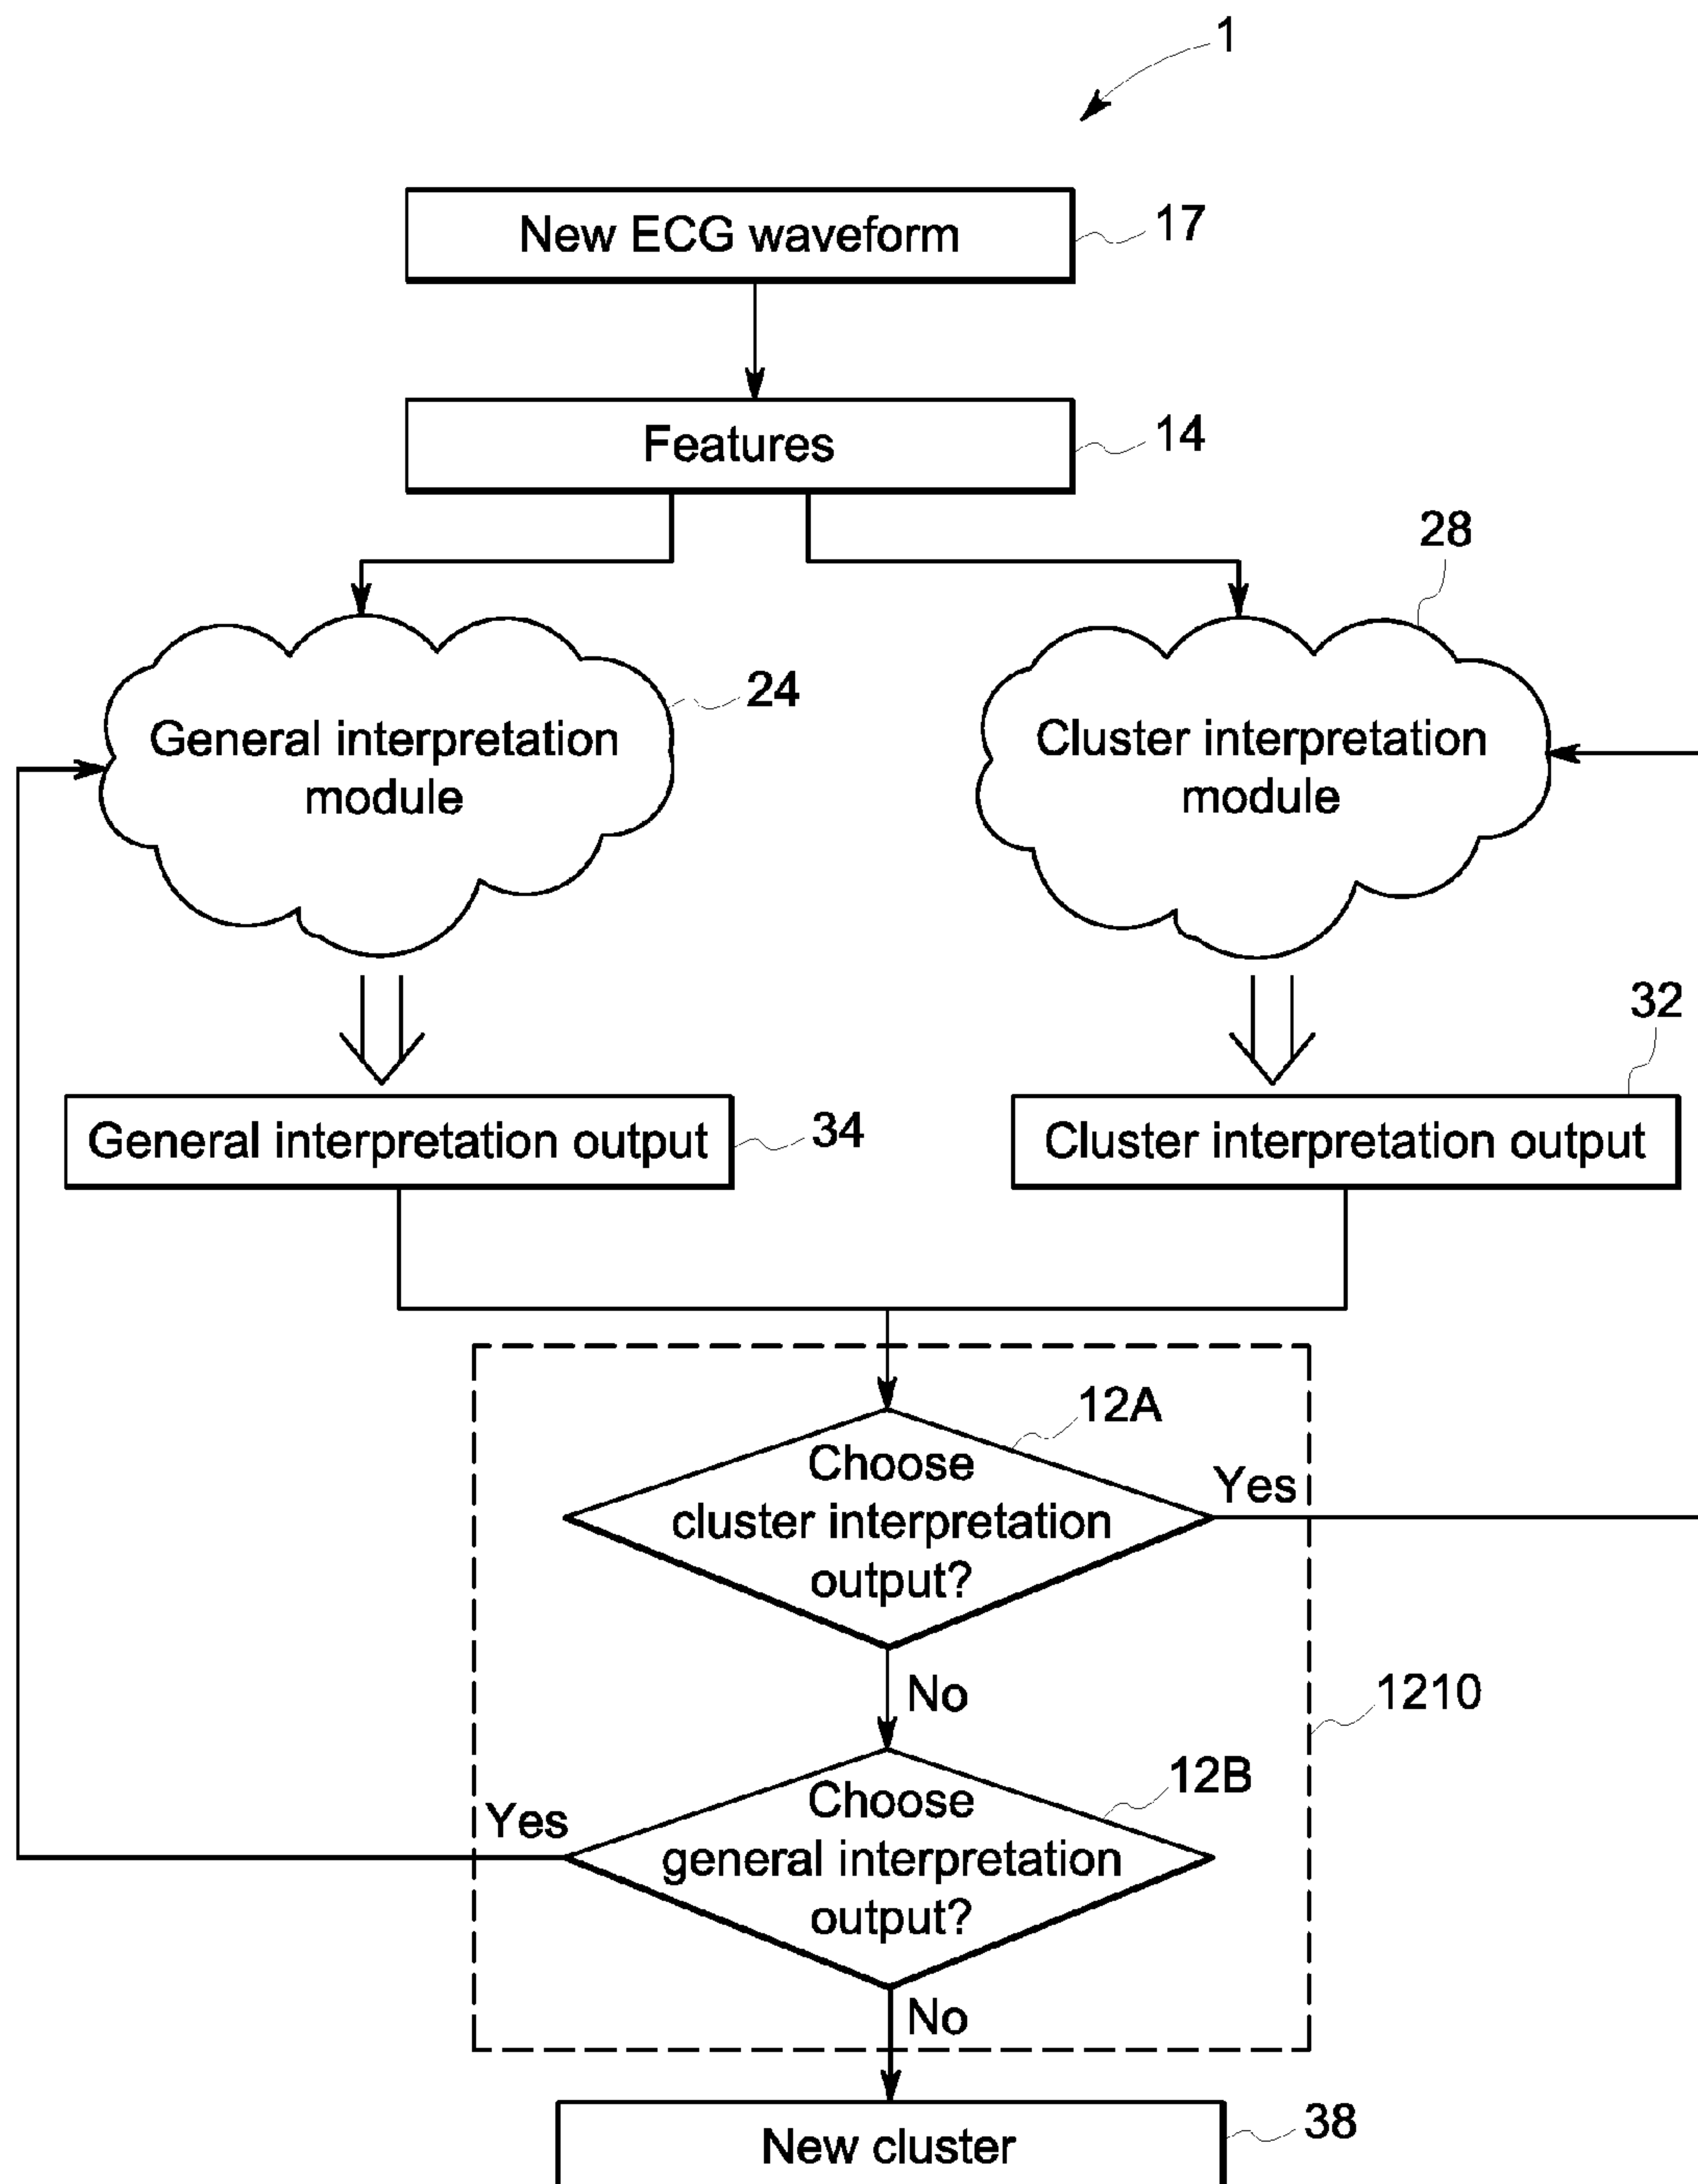 1
New ECG waveform
17
Features
14
28
24
General interpretation
module
Cluster interpretation
module
32
General interpretation output
34
Cluster interpretation output
12A
Choose
cluster interpretation
output?
Yes
No
1210
12B
Choose
general interpretation
output?
Yes
No
New cluster
38